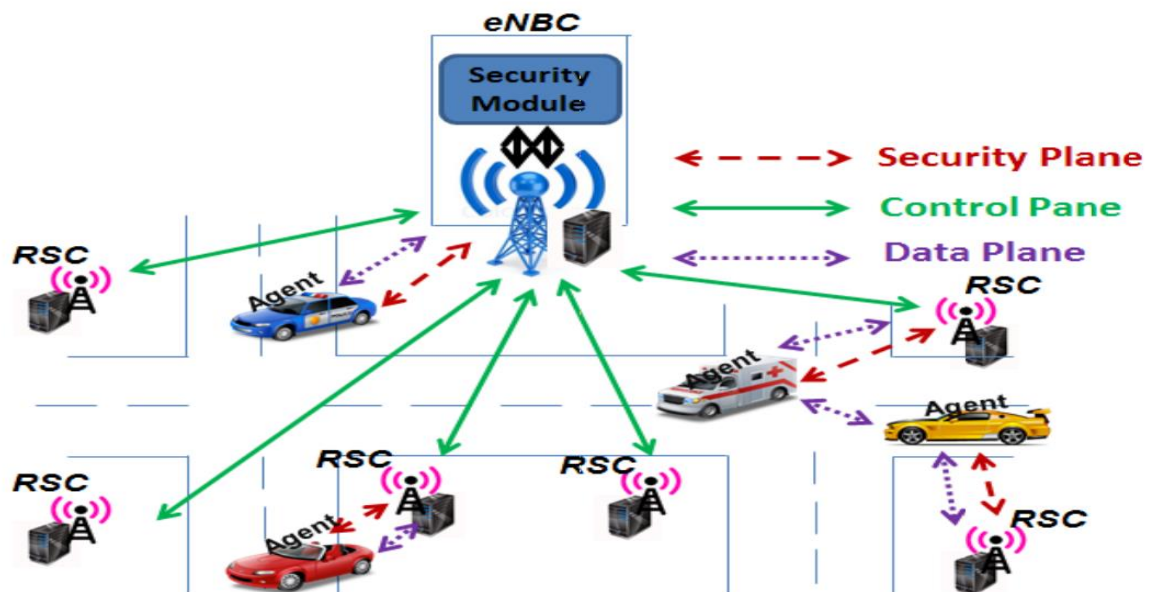 eNBC
Security
Module
Security Plane
Control Pane
Data Plane
RSC
Agent
RSC
Agent
Agent
RSC
RSC
RSC
Agent
RSC